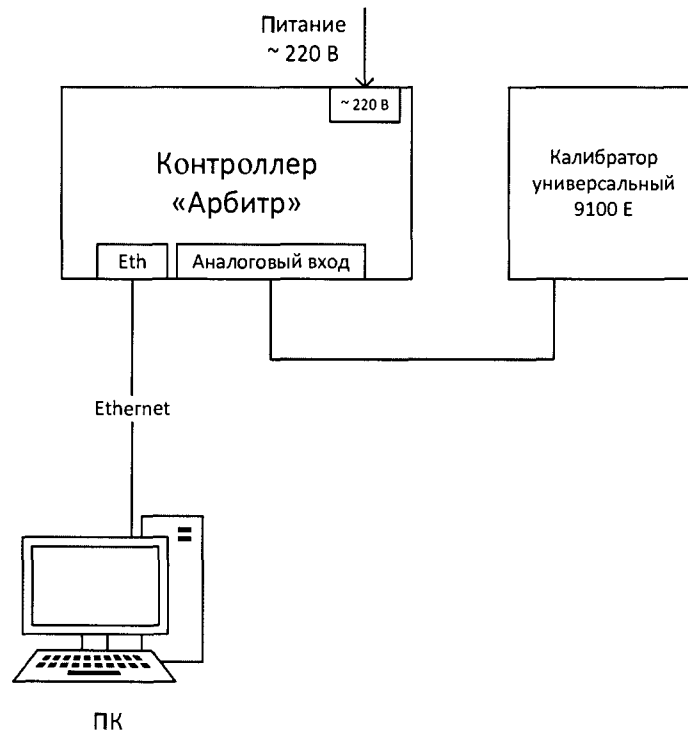 Питание
~ 220 В
~ 220 В
Контроллер
«Арбитр»
Eth
Аналоговый вход
Калибратор
универсальный
9100 Е
Ethernet
ПК